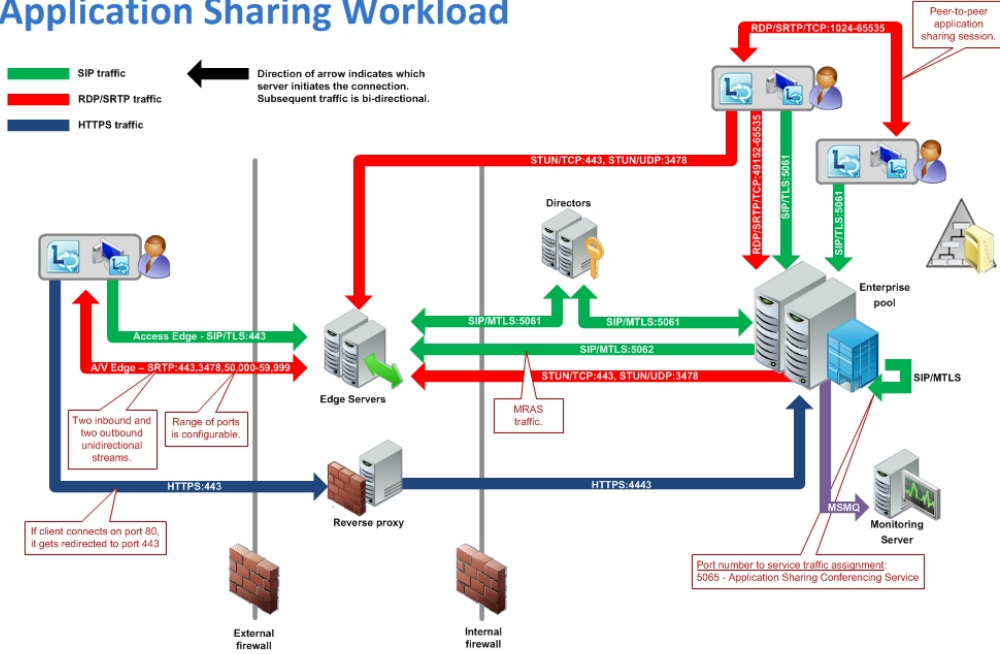 Application Sharing Workload
SIP traffic
RDP/SRTP traffic
HTTPS traffic
Direction of arrow indicates which
server initiates the connection.
Subsequent traffic is bi-directional.
RDP/SRTP/TCP:1024-65535
Peer-to-peer
application
sharing session.
STUN/TCP:443, STUN/UDP:3478
RDP/SRTP/TCP:49152-65535
SIP/TLS:5061
SIP/TLS:5061
Directors
Enterprise
pool
SIP/MTLS:5061
SIP/MTLS:5061
Access Edge - SIP/TLS:443
SIP/MTLS:5062
A/V Edge – SRTP:443,3478,50,000-59,999
STUN/TCP:443, STUN/UDP:3478
SIP/MTLS
Edge Servers
MRAS
traffic.
Two inbound and
two outbound
unidirectional
streams.
Range of ports
is configurable.
HTTPS:443
HTTPS:4443
MSMQ
Reverse proxy
Monitoring
Server
If client connects on port 80,
it gets redirected to port 443
Port number to service traffic assignment:
5065 - Application Sharing Conferencing Service
External
firewall
Internal
firewall